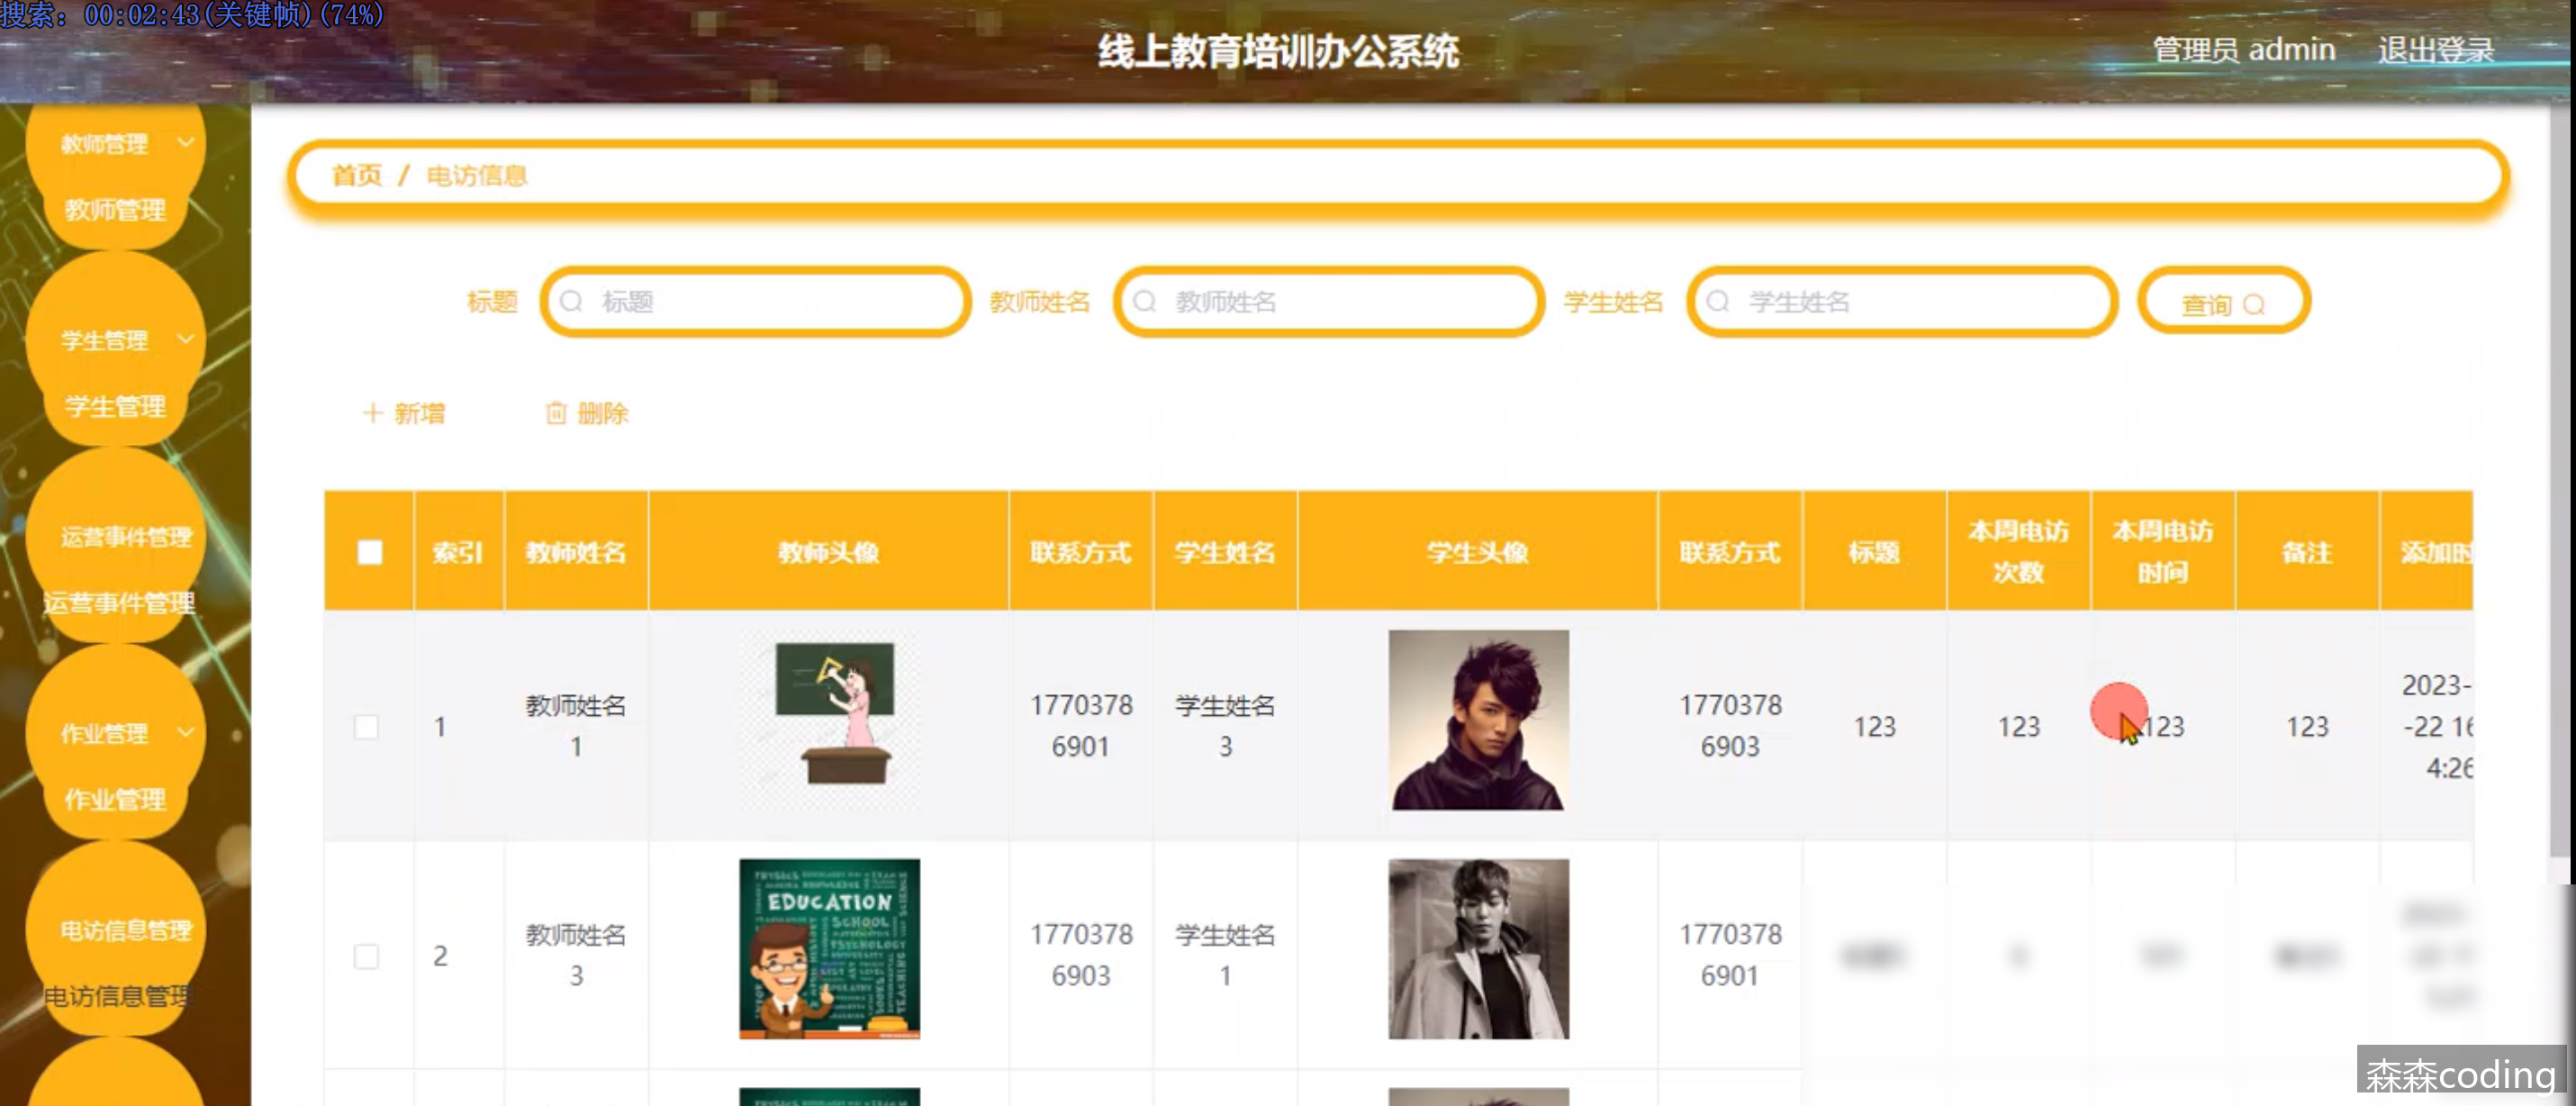 搜索: 00:02:43(关键帧)(74%)
线上教育培训办公系统
管理员 admin 退出登录
教师管理
教师管理
学生管理
学生管理
运营事件管理
运营事件管理
作业管理
作业管理
电访信息管理
电访信息管理
首页 / 电访信息
标题 标题 教师姓名 教师姓名 学生姓名 学生姓名 查询
新增 删除
索引 教师姓名 教师头像 联系方式 学生姓名 学生头像 联系方式 标题 本周电访次数 本周电访时间 备注 添加时
1 教师姓名1 17703786901 学生姓名3 17703786903 123 123 123 123 2023-
-22 16
4:26
2 教师姓名3 17703786903 学生姓名1 17703786901
EDUCATION
SCHOOL
PSYCHOLOGY
森森coding